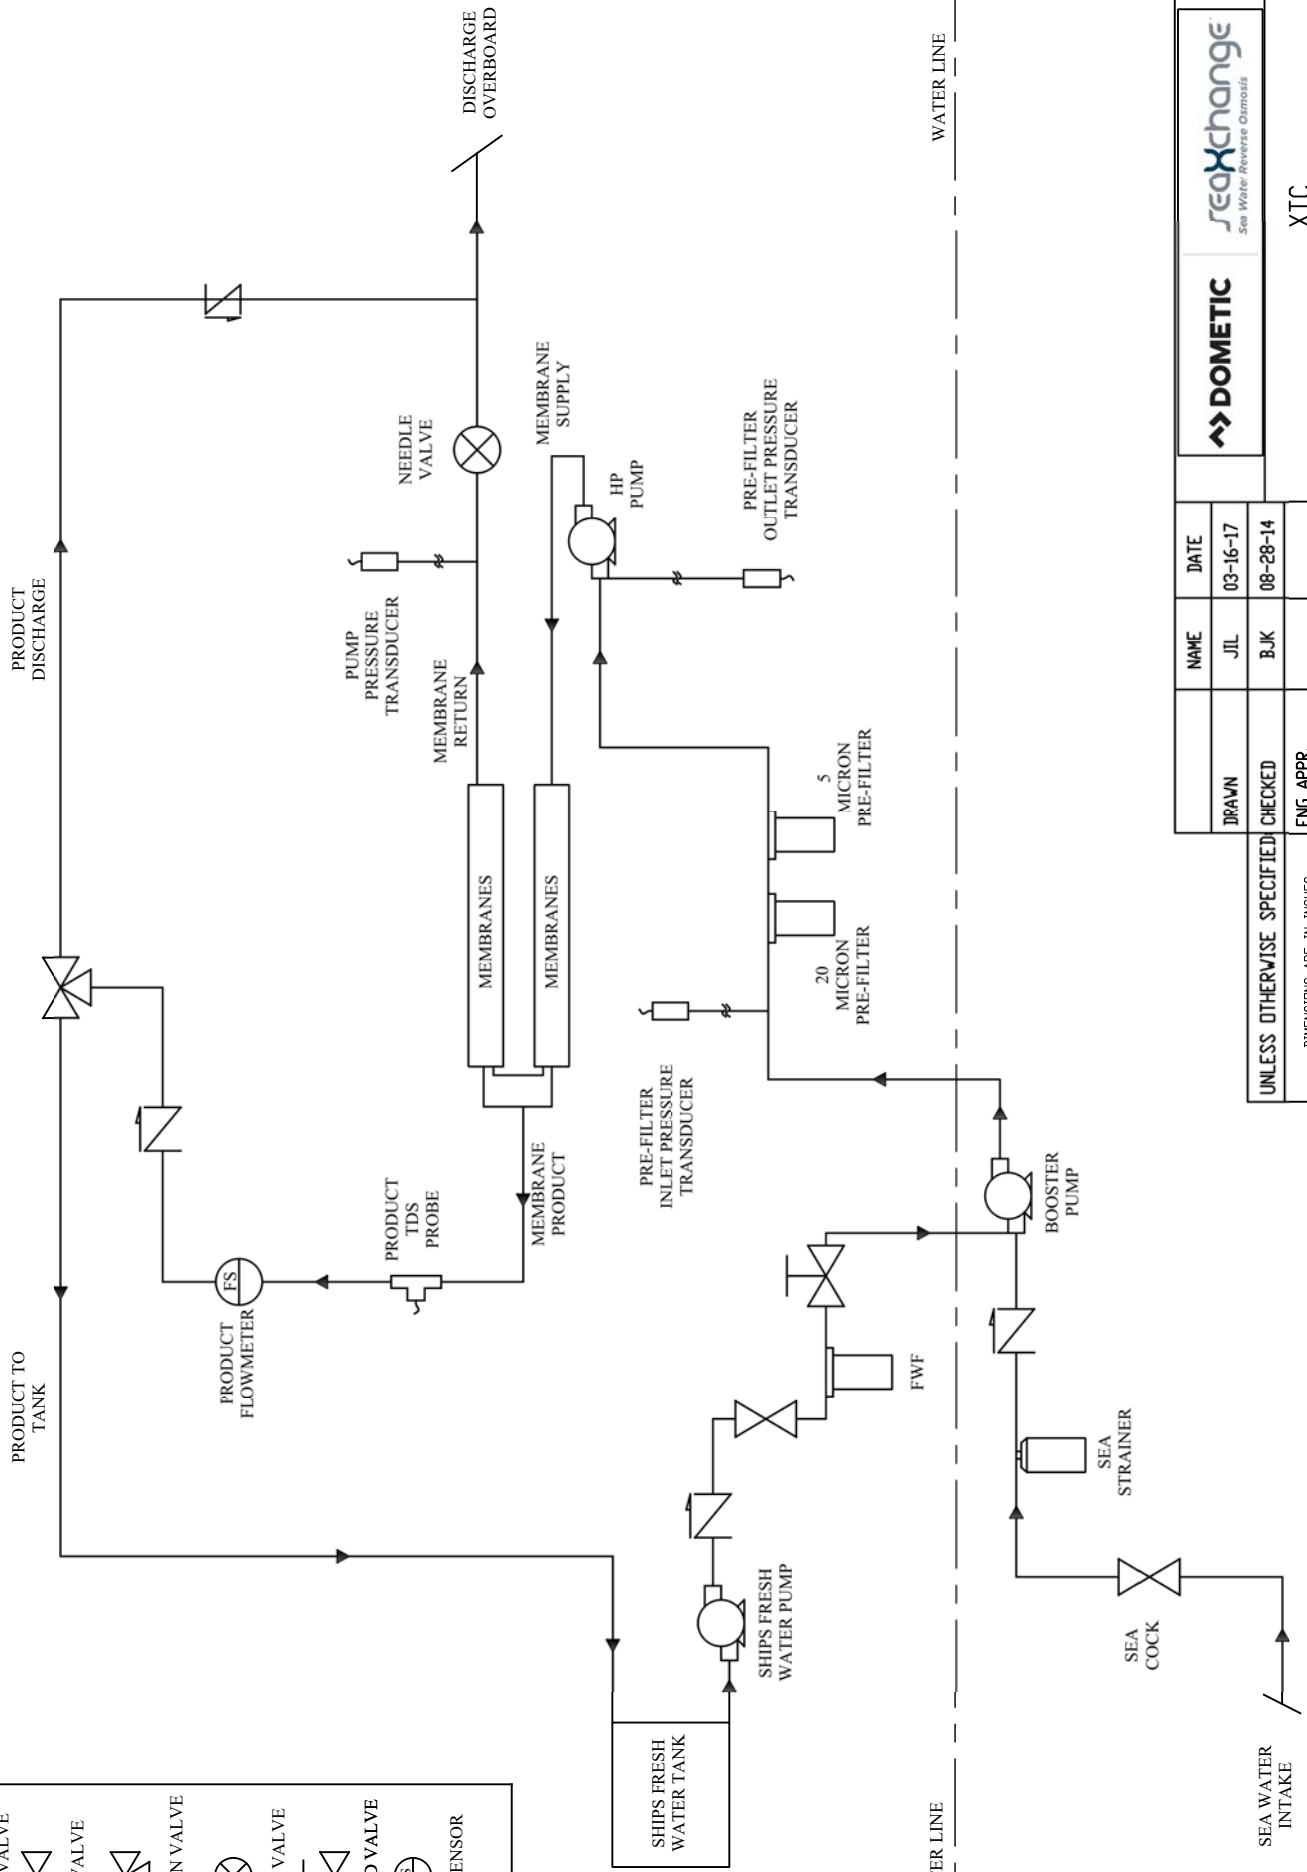 VALVE
VALVE
N VALVE
VALVE
VALVE
ENSOR
PRODUCT TO
TANK
PRODUCT
DISCHARGE
PRODUCT
FLOWMETER
FS
PRODUCT
TDS
PROBE
PUMP
PRESSURE
TRANSDUCER
NEEDLE
VALVE
DISCHARGE
OVERBOARD
MEMBRANE
RETURN
MEMBRANES
MEMBRANES
MEMBRANE
PRODUCT
MEMBRANE
SUPPLY
HP
PUMP
PRE-FILTER
INLET PRESSURE
TRANSDUCER
PRE-FILTER
OUTLET PRESSURE
TRANSDUCER
SHIPS FRESH
WATER TANK
SHIPS FRESH
WATER PUMP
20
MICRON
PRE-FILTER
5
MICRON
PRE-FILTER
FWF
ER LINE
WATER LINE
BOOSTER
PUMP
SEA
STRAINER
SEA
COCK
SEA WATER
INTAKE
NAME DATE
DRAWN JIL 03-16-17
UNLESS OTHERWISE SPECIFIED: CHECKED BJK 08-28-14
DIMENSIONS ARE IN INCHES
ENG APPR.
DOMETIC
seaXchange
Sea Water Reverse Osmosis
XTC